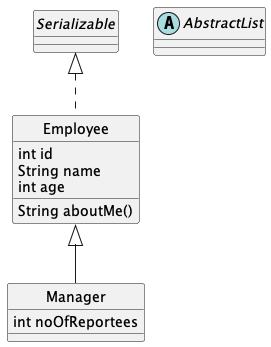 Serializable
A AbstractList
Employee
int id
String name
int age
String aboutMe()
Manager
int noOfReportees